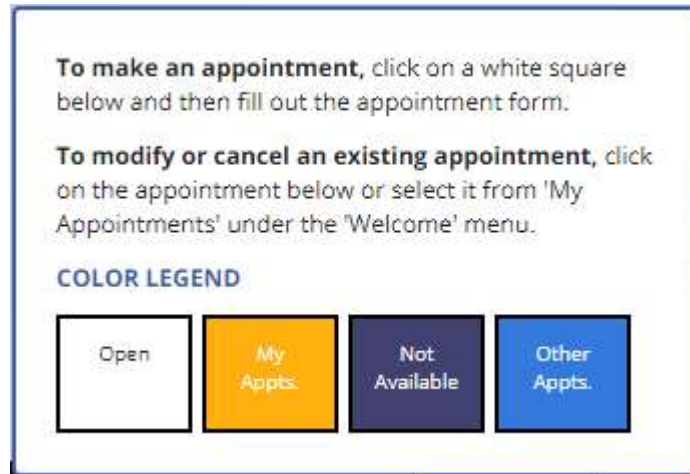 To make an appointment, click on a white square
below and then fill out the appointment form.
To modify or cancel an existing appointment, click
on the appointment below or select it from 'My
Appointments' under the 'Welcome' menu.
COLOR LEGEND
Open
My
Appts.
Not
Available
Other
Appts.